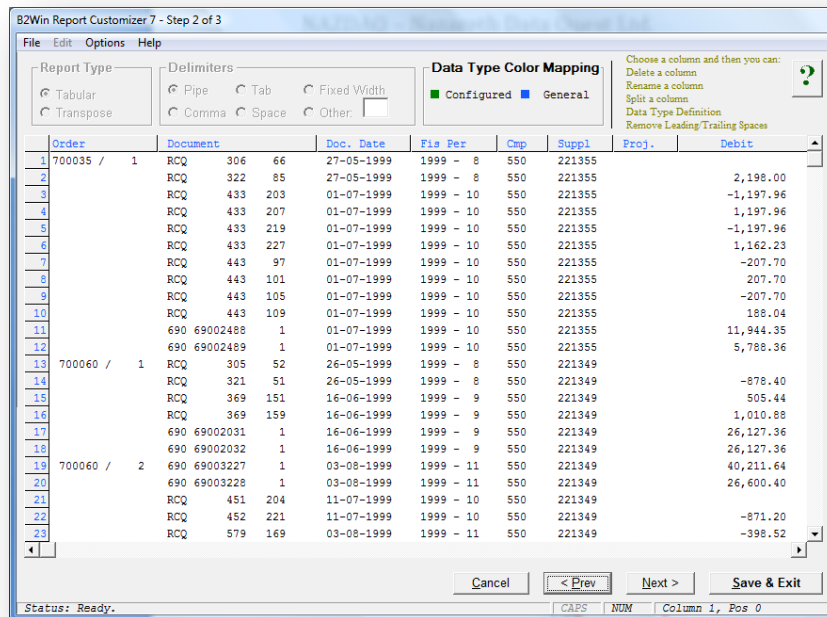 B2Win Report Customizer 7 - Step 2 of 3
NAZDAQ - Nazareth Data Quest Ltd.
File Edit Options Help
Report Type Delimiters Data Type Color Mapping
Tabular Pipe Tab Fixed Width Configured General
Transpose Comma Space Other:
Choose a column and then you can:
Delete a column
Rename a column
Split a column
Data Type Definition
Remove Leading/Trailing Spaces
?
Order Document Doc. Date Fis Per Cmp Suppl Proj. Debit
1 700035 / 1 RCQ 306 66 27-05-1999 1999 - 8 550 221355
2 RCQ 322 85 27-05-1999 1999 - 8 550 221355 2,198.00
3 RCQ 433 203 01-07-1999 1999 - 10 550 221355 -1,197.96
4 RCQ 433 207 01-07-1999 1999 - 10 550 221355 1,197.96
5 RCQ 433 219 01-07-1999 1999 - 10 550 221355 -1,197.96
6 RCQ 433 227 01-07-1999 1999 - 10 550 221355 1,162.23
7 RCQ 443 97 01-07-1999 1999 - 10 550 221355 -207.70
8 RCQ 443 101 01-07-1999 1999 - 10 550 221355 207.70
9 RCQ 443 105 01-07-1999 1999 - 10 550 221355 -207.70
10 RCQ 443 109 01-07-1999 1999 - 10 550 221355 188.04
11 690 69002488 1 01-07-1999 1999 - 10 550 221355 11,944.35
12 690 69002489 1 01-07-1999 1999 - 10 550 221355 5,788.36
13 700060 / 1 RCQ 305 52 26-05-1999 1999 - 8 550 221349
14 RCQ 321 51 26-05-1999 1999 - 8 550 221349 -878.40
15 RCQ 369 151 16-06-1999 1999 - 9 550 221349 505.44
16 RCQ 369 159 16-06-1999 1999 - 9 550 221349 1,010.88
17 690 69002031 1 16-06-1999 1999 - 9 550 221349 26,127.36
18 690 69002032 1 16-06-1999 1999 - 9 550 221349 26,127.36
19 700060 / 2 690 69003227 1 03-08-1999 1999 - 11 550 221349 40,211.64
20 690 69003228 1 03-08-1999 1999 - 11 550 221349 26,600.40
21 RCQ 451 204 11-07-1999 1999 - 10 550 221349
22 RCQ 452 221 11-07-1999 1999 - 10 550 221349 -871.20
23 RCQ 579 169 03-08-1999 1999 - 11 550 221349 -398.52
Cancel < Prev Next > Save & Exit
Status: Ready. CAPS NUM Column 1, Pos 0